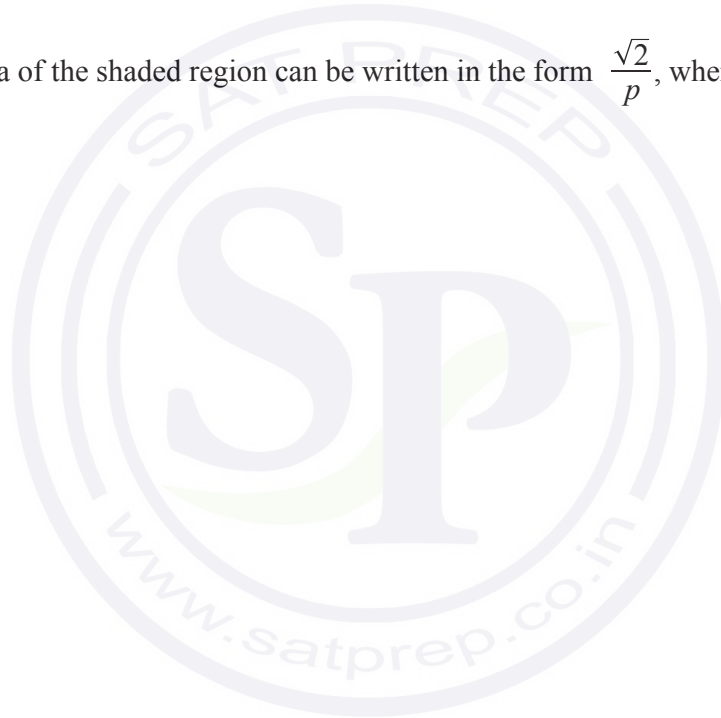 a of the shaded region can be written in the form √2/p, whe
SAT PREP
SP
www.satprep.co.in